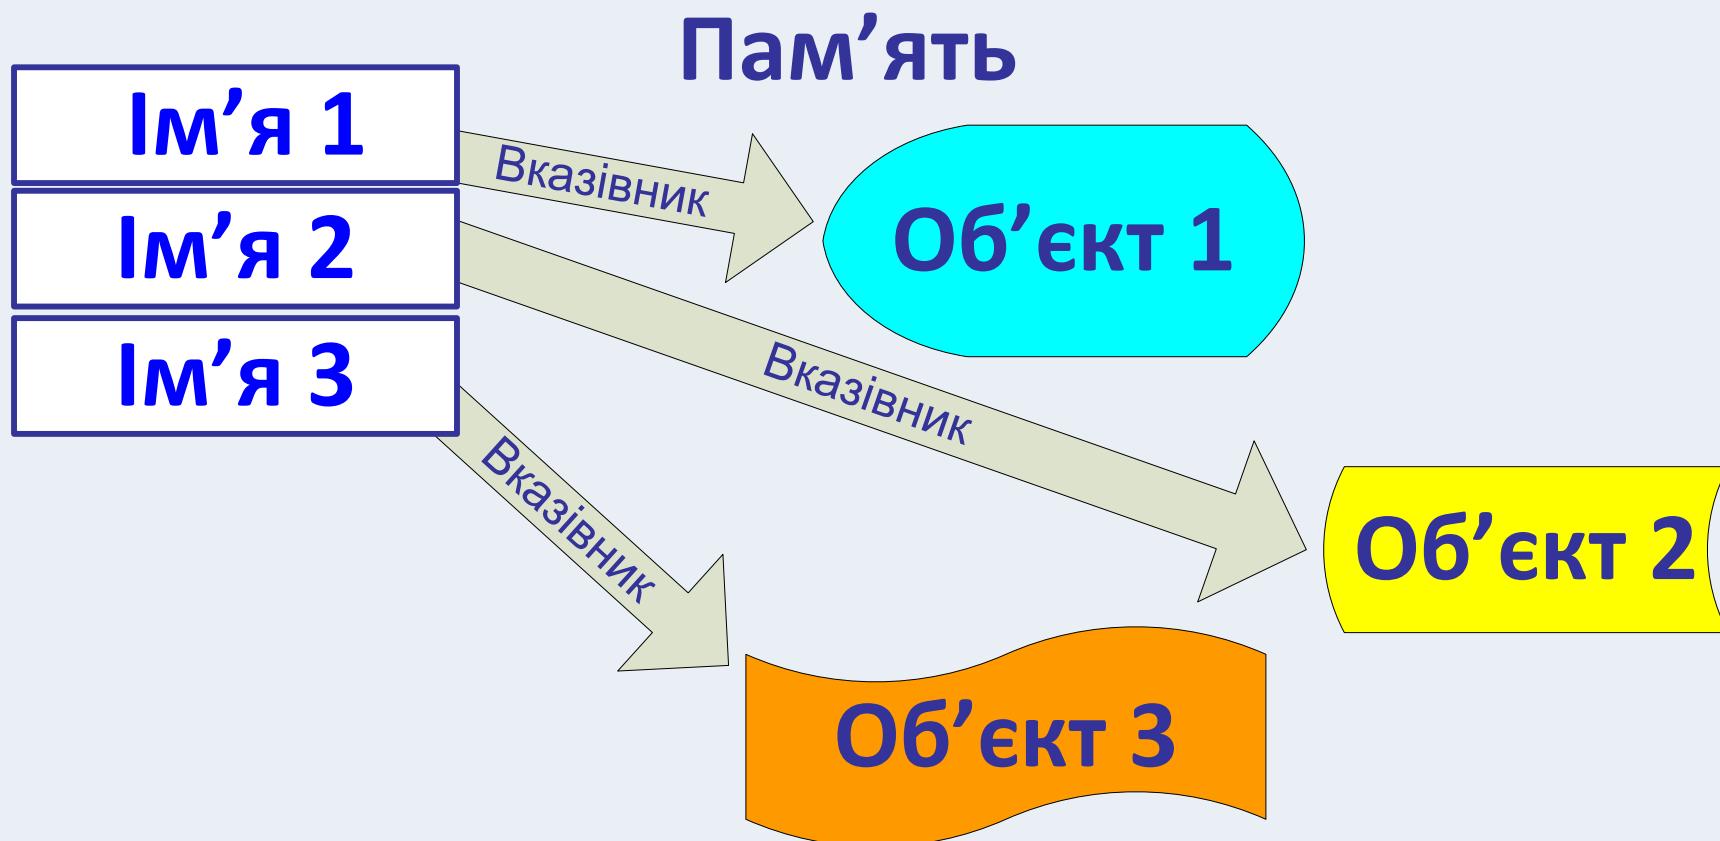 Пам’ять
Ім’я 1
Вказівник
Об’єкт 1
Ім’я 2
Вказівник
Об’єкт 2
Ім’я 3
Вказівник
Об’єкт 3